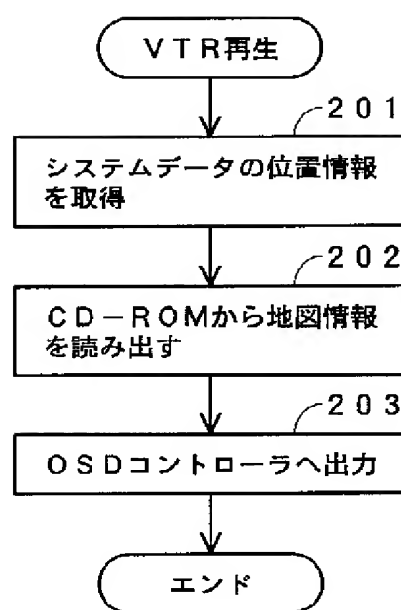 VTR再生
201
システムデータの位置情報
を取得
202
CD－ROMから地図情報
を読み出す
203
OSDコントローラへ出力
エンド